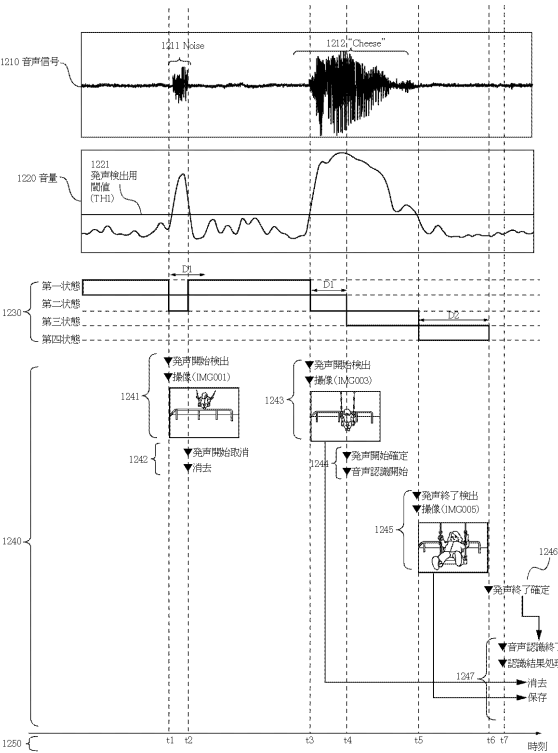 1210 音声信号
1211 Noise
1212 "Cheese"
1220 音量
1221
発声検出用
閾値
(TH1)
1230
第一状態
第二状態
第三状態
第四状態
D1
D1
D2
1240
1241
▼発声開始検出
▼撮像(IMG001)
1242
▼発声開始取消
▼消去
1243
▼発声開始検出
▼撮像(IMG003)
1244
▼発声開始確定
▼音声認識開始
1245
▼発声終了検出
▼撮像(IMG005)
1246
▼発声終了確定
1247
▼音声認識終了
▼認識結果処理
消去
保存
1250
t1 t2 t3 t4 t5 t6 t7
時刻